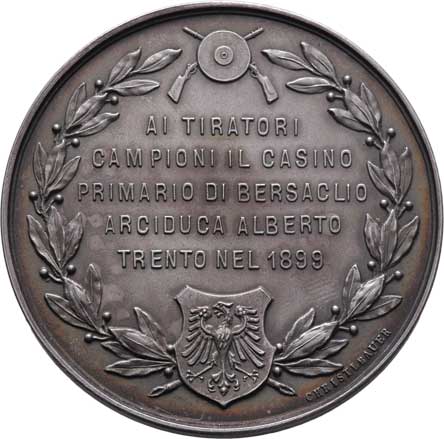 AI TIRATORI
CAMPIONI IL CASINO
PRIMARIO DI BERSAGLIO
ARCIDUCA ALBERTO
TRENTO NEL 1899
CHRISTLBAUER